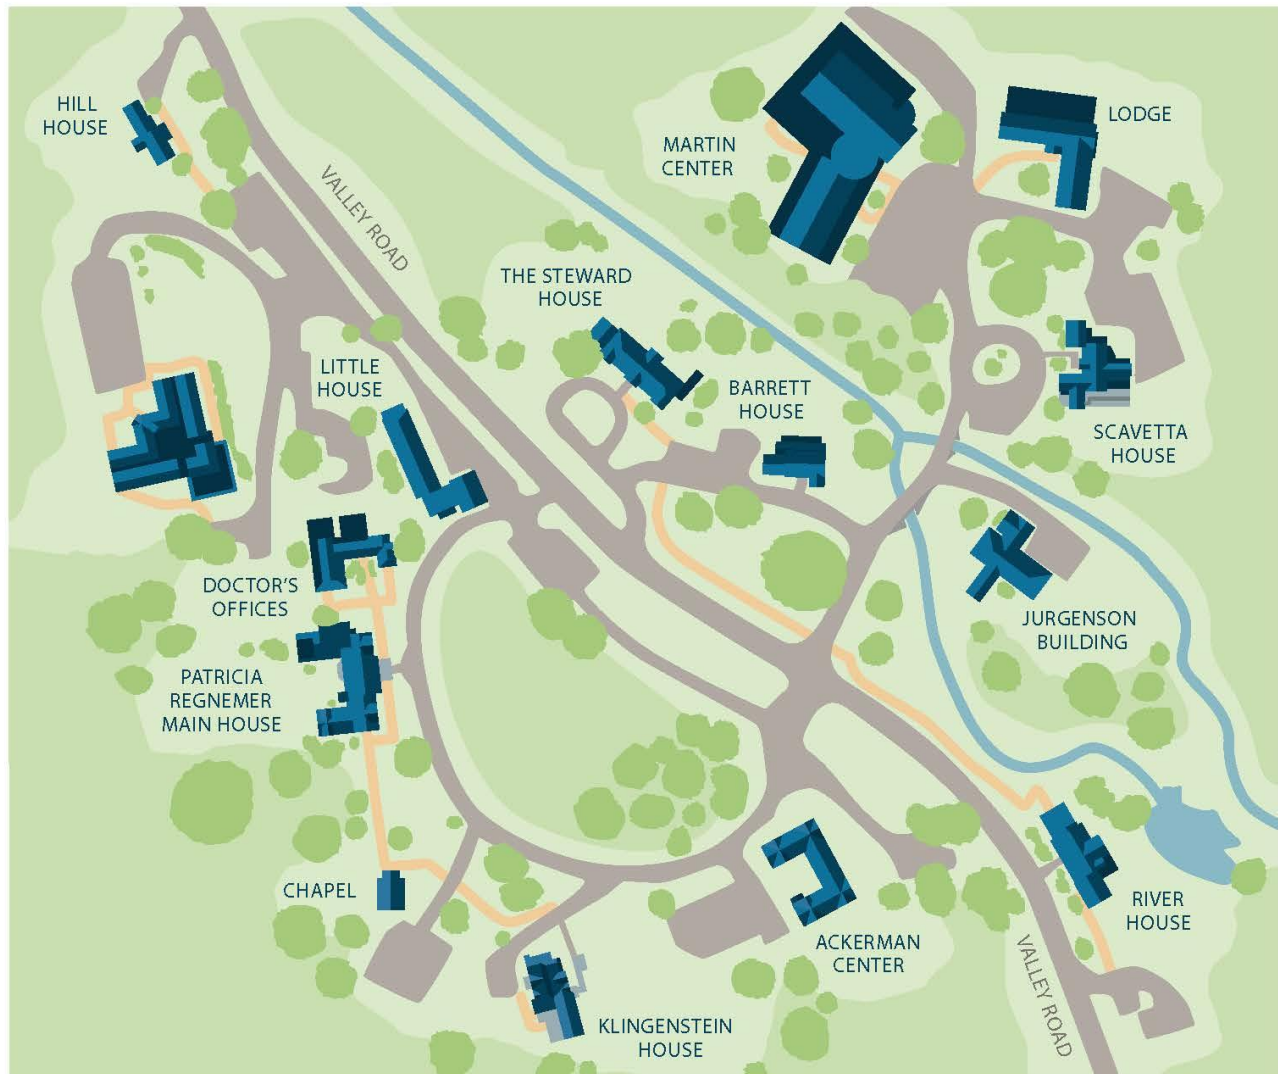 HILL
HOUSE
MARTIN
CENTER
LODGE
VALLEY ROAD
THE STEWARD
HOUSE
LITTLE
HOUSE
BARRETT
HOUSE
SCAVETTA
HOUSE
DOCTOR'S
OFFICES
JURGENSON
BUILDING
PATRICIA
REGNEMER
MAIN HOUSE
CHAPEL
RIVER
HOUSE
ACKERMAN
CENTER
VALLEY ROAD
KLINGENSTEIN
HOUSE